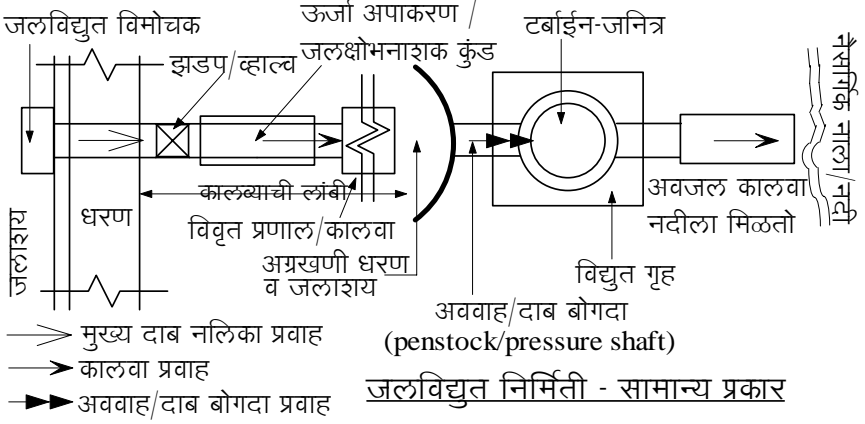 जलविद्युत विमोचक
ऊर्जा अपाकरण /
जलक्षोभनाशक कुंड
टर्बाईन-जनित्र
झडप/व्हाल्व
नैसर्गिक नाला/नदी
कालव्याची लांबी
धरण
जलाशय
विवृत प्रणाल/कालवा
अग्रखणी धरण
व जलाशय
अवजल कालवा
नदीला मिळतो
विद्युत गृह
अववाह/दाब बोगदा
(penstock/pressure shaft)
मुख्य दाब नलिका प्रवाह
कालवा प्रवाह
अववाह/दाब बोगदा प्रवाह
जलविद्युत निर्मिती - सामान्य प्रकार